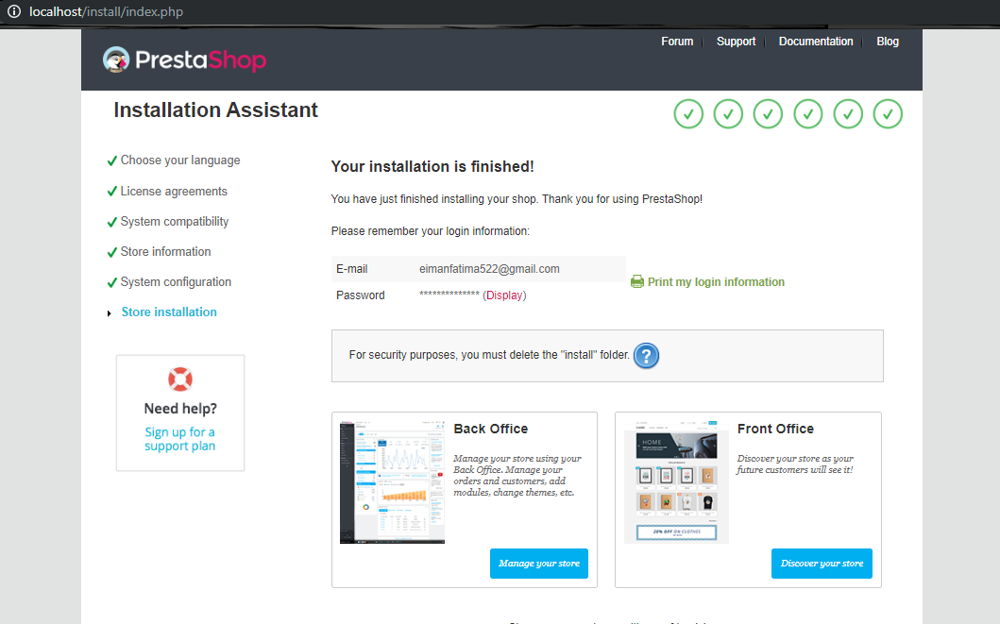 localhost/install/index.php
Forum Support Documentation Blog
PrestaShop
Installation Assistant
Choose your language
License agreements
System compatibility
Store information
System configuration
Store installation
Need help?
Sign up for a
support plan
Your installation is finished!
You have just finished installing your shop. Thank you for using PrestaShop!
Please remember your login information:
E-mail eimanfatima522@gmail.com
Password ************** (Display)
Print my login information
For security purposes, you must delete the "install" folder. ?
Back Office
Manage your store using your
Back Office. Manage your
orders and customers, add
modules, change themes, etc.
Manage your store
Front Office
Discover your store as your
future customers will see it!
HOME
20% OFF ON CLOTHES
Discover your store